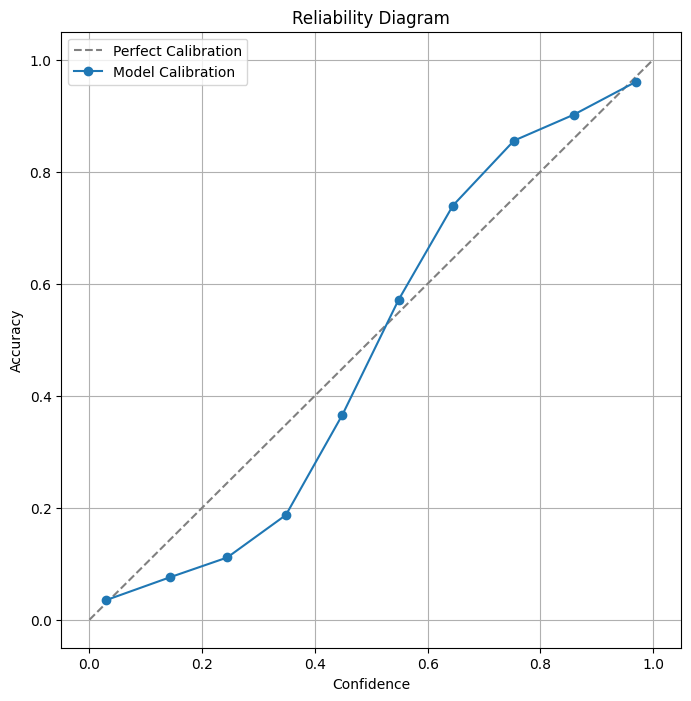 Reliability Diagram
Perfect Calibration
Model Calibration
1.0
0.8
0.6
0.4
0.2
0.0
Accuracy
0.0 0.2 0.4 0.6 0.8 1.0
Confidence